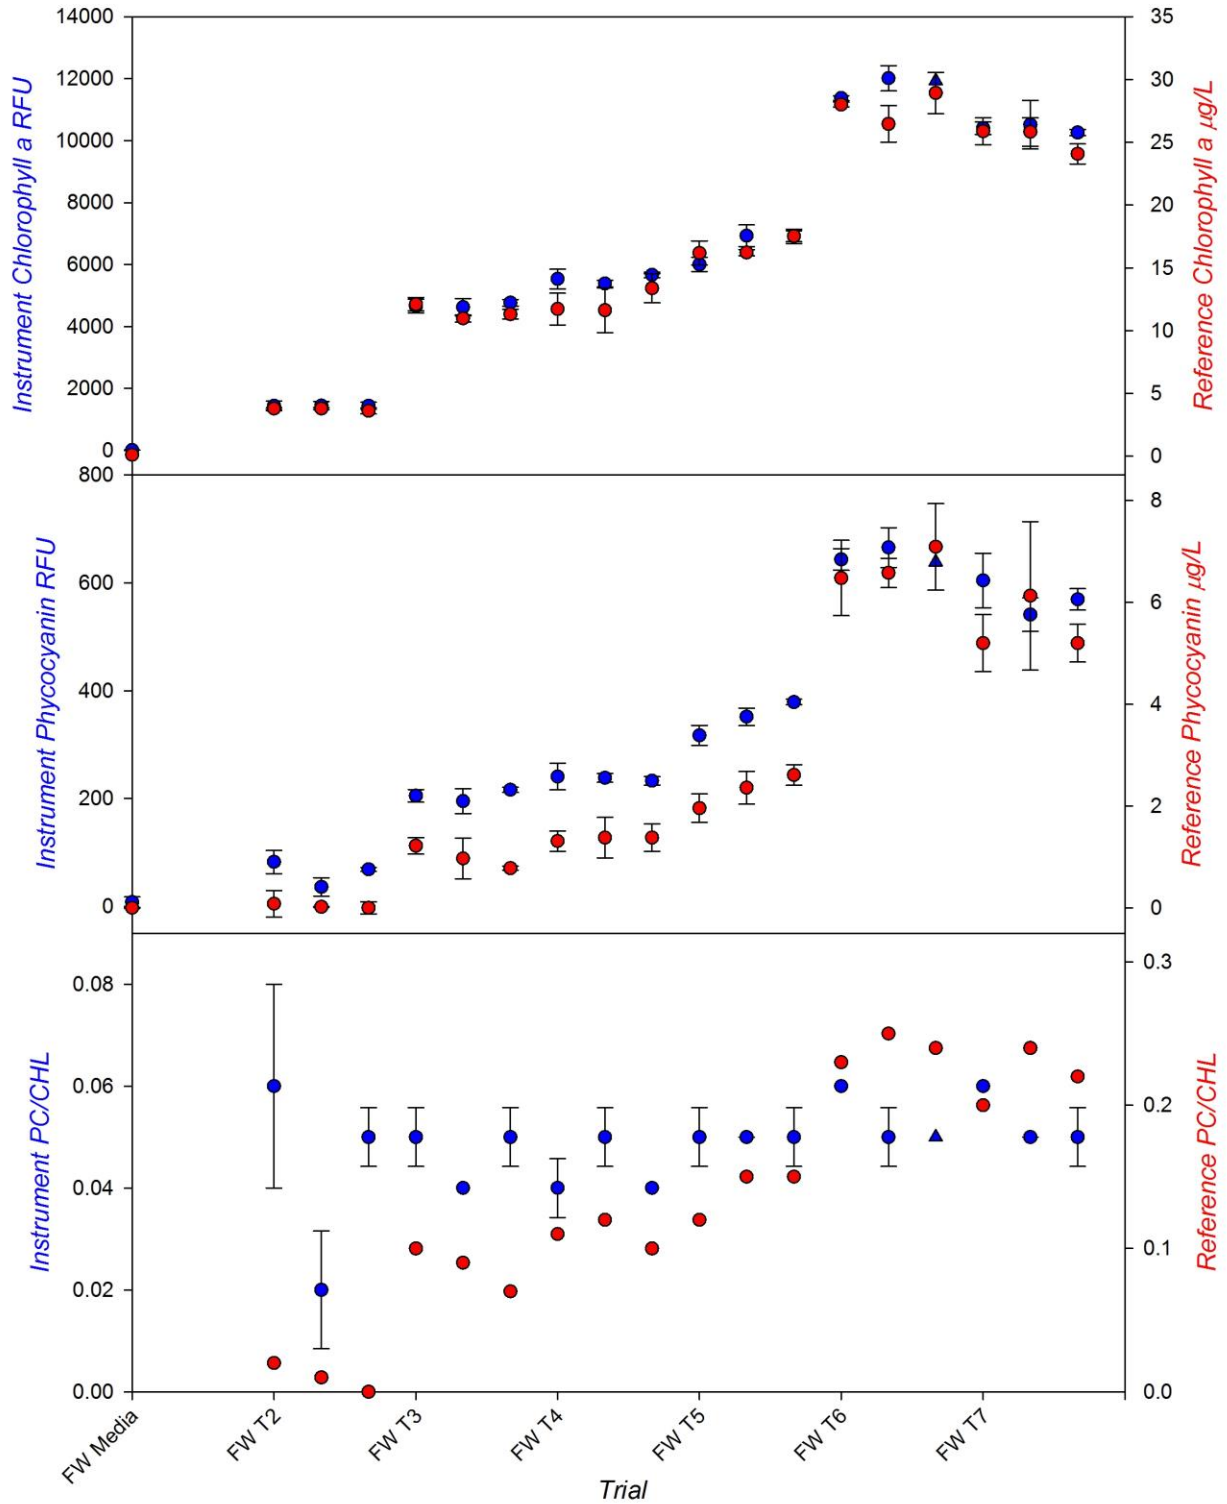 14000
12000
10000
8000
6000
4000
2000
0
Instrument Chlorophyll a RFU
35
30
25
20
15
10
5
0
Reference Chlorophyll a µg/L
800
600
400
200
0
Instrument Phycocyanin RFU
8
6
4
2
0
Reference Phycocyanin µg/L
0.08
0.06
0.04
0.02
0.00
Instrument PC/CHL
0.3
0.2
0.1
0.0
Reference PC/CHL
FW Media
FW T2
FW T3
FW T4
FW T5
FW T6
FW T7
Trial